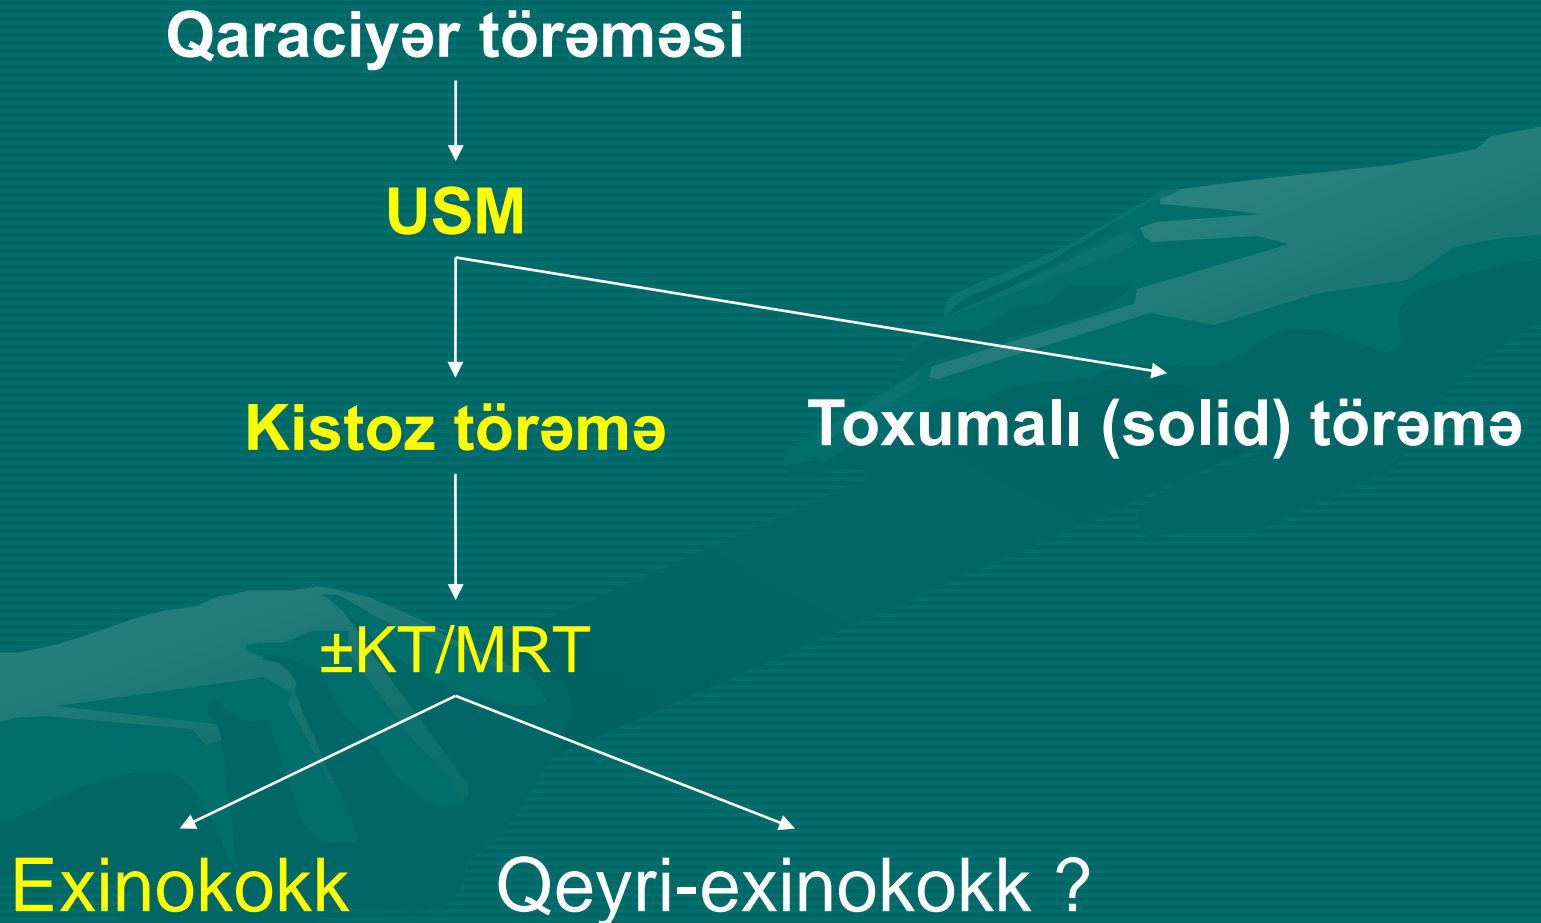 Qaraciyər törəməsi
USM
Kistoz törəmə
Toxumalı (solid) törəmə
±KT/MRT
Exinokokk
Qeyri-exinokokk ?